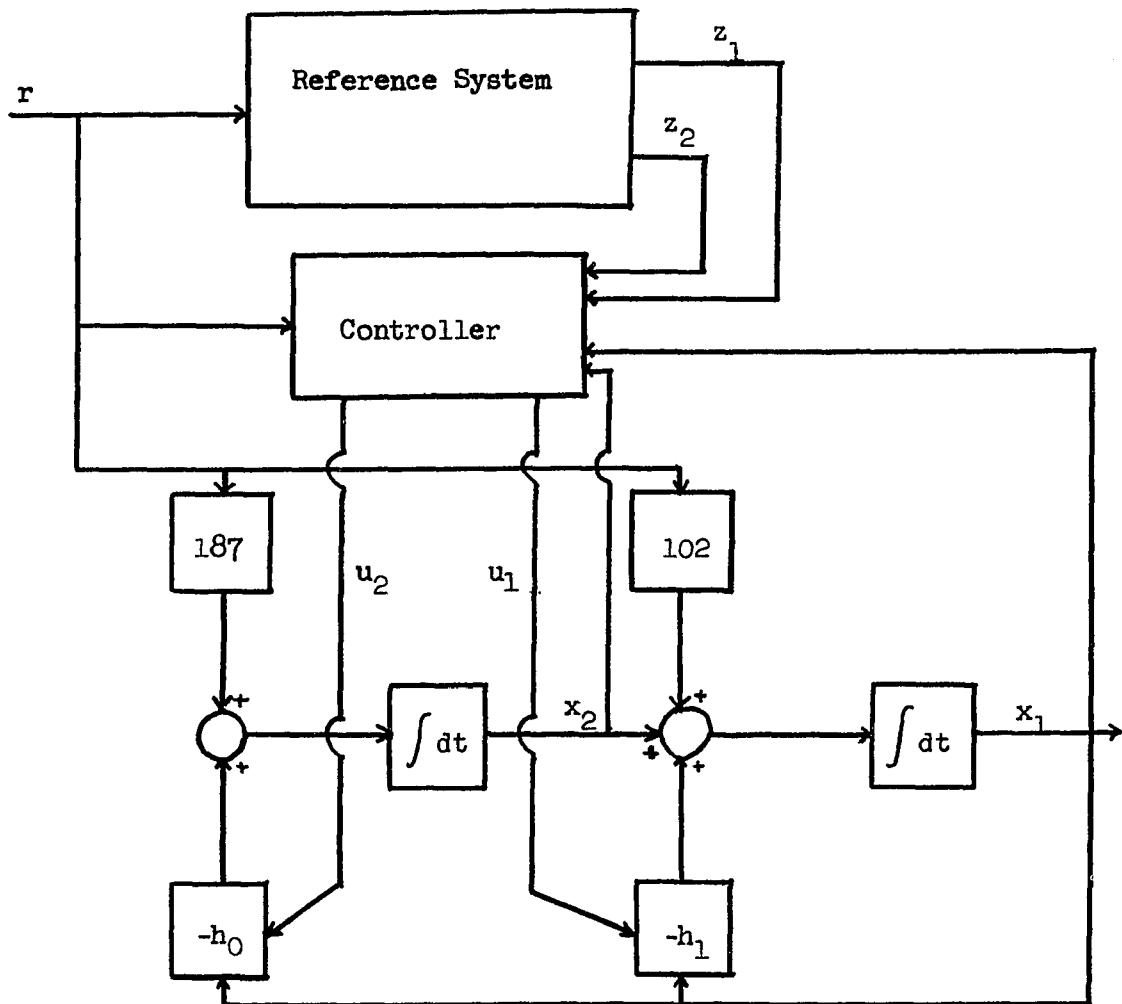 z₁
Reference System
r
z₂
Controller
187
102
u₂
u₁
+
+
x₂
x₁
∫ dt
∫ dt
+
+
+
-h₀
-h₁